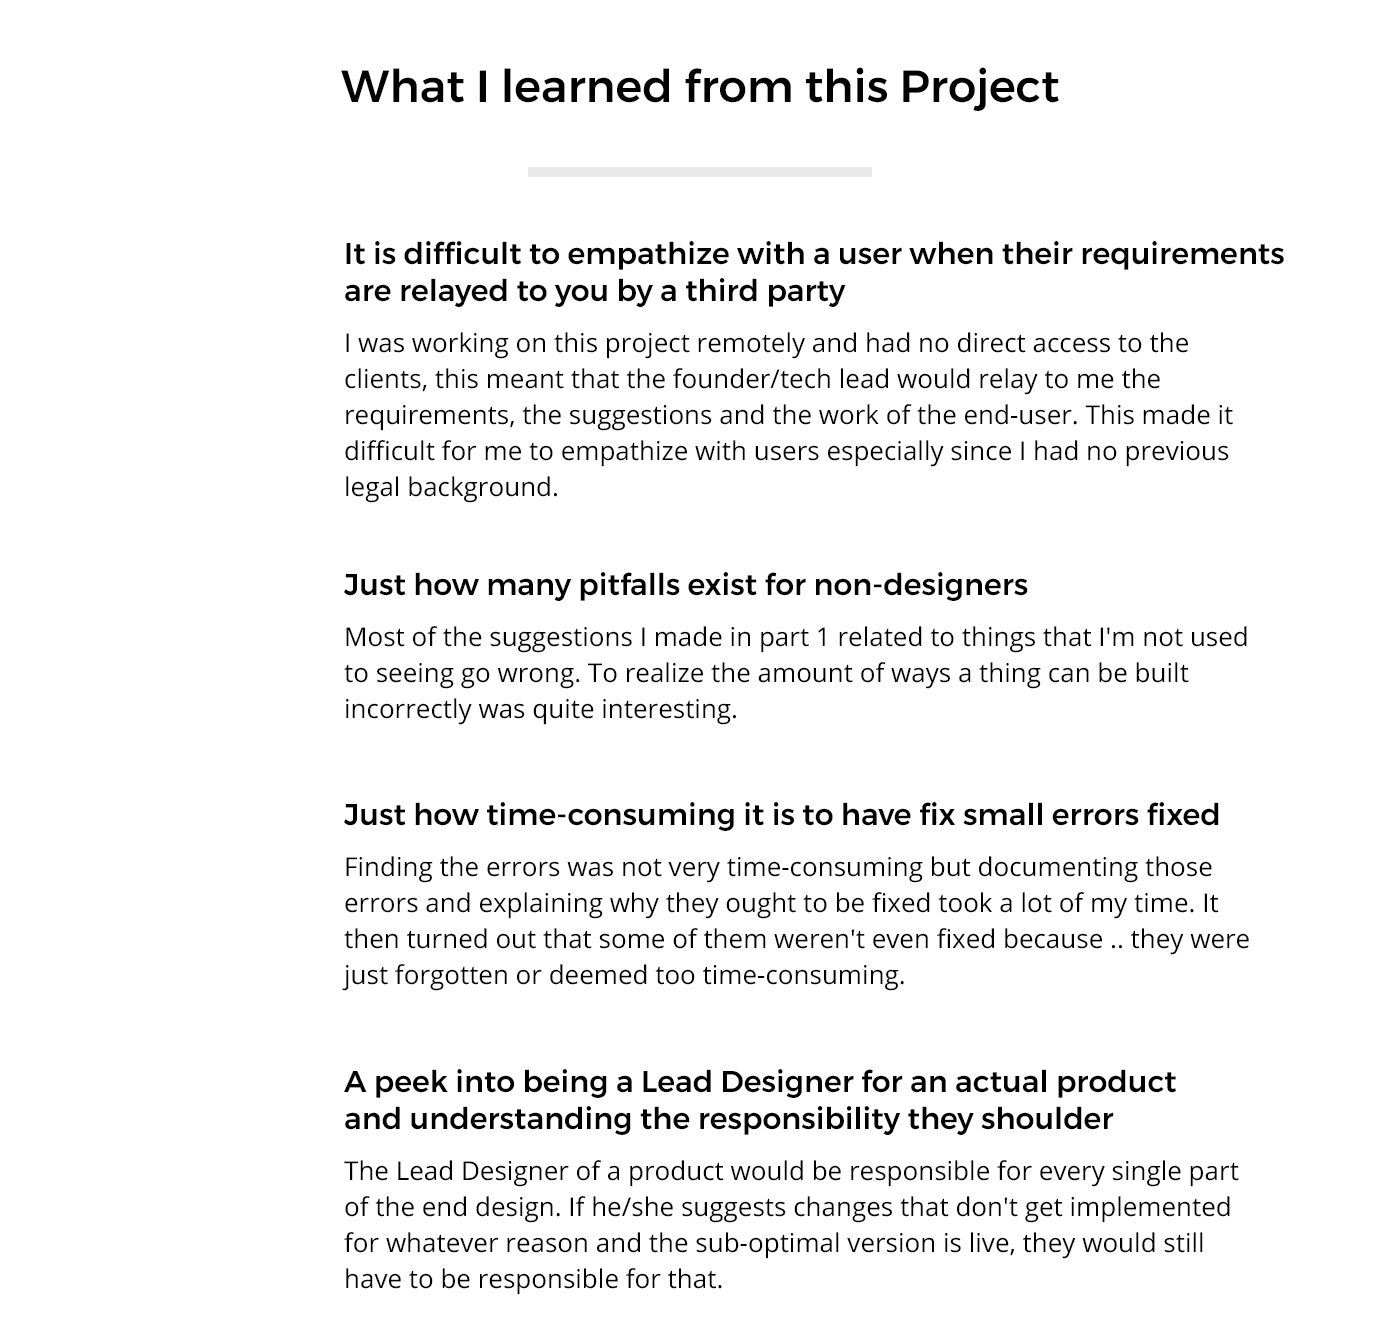 What I learned from this Project
It is difficult to empathize with a user when their requirements
are relayed to you by a third party
I was working on this project remotely and had no direct access to the
clients, this meant that the founder/tech lead would relay to me the
requirements, the suggestions and the work of the end-user. This made it
difficult for me to empathize with users especially since I had no previous
legal background.
Just how many pitfalls exist for non-designers
Most of the suggestions I made in part 1 related to things that I'm not used
to seeing go wrong. To realize the amount of ways a thing can be built
incorrectly was quite interesting.
Just how time-consuming it is to have fix small errors fixed
Finding the errors was not very time-consuming but documenting those
errors and explaining why they ought to be fixed took a lot of my time. It
then turned out that some of them weren't even fixed because .. they were
just forgotten or deemed too time-consuming.
A peek into being a Lead Designer for an actual product
and understanding the responsibility they shoulder
The Lead Designer of a product would be responsible for every single part
of the end design. If he/she suggests changes that don't get implemented
for whatever reason and the sub-optimal version is live, they would still
have to be responsible for that.